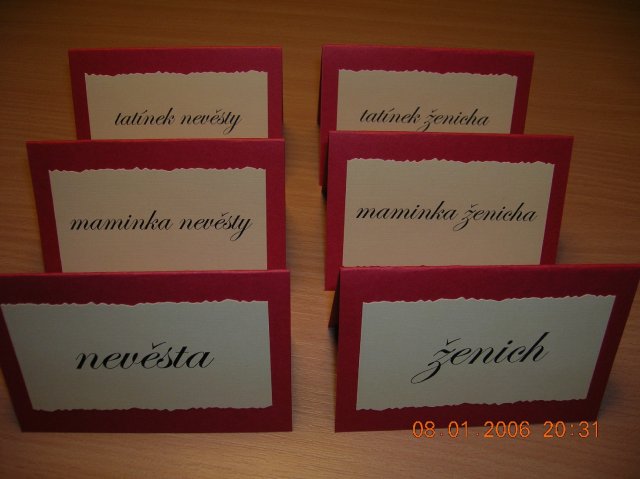 tatínek nevěsty
tatínek ženicha
maminka nevěsty
maminka ženicha
nevěsta
ženich
08.01.2006 20:31